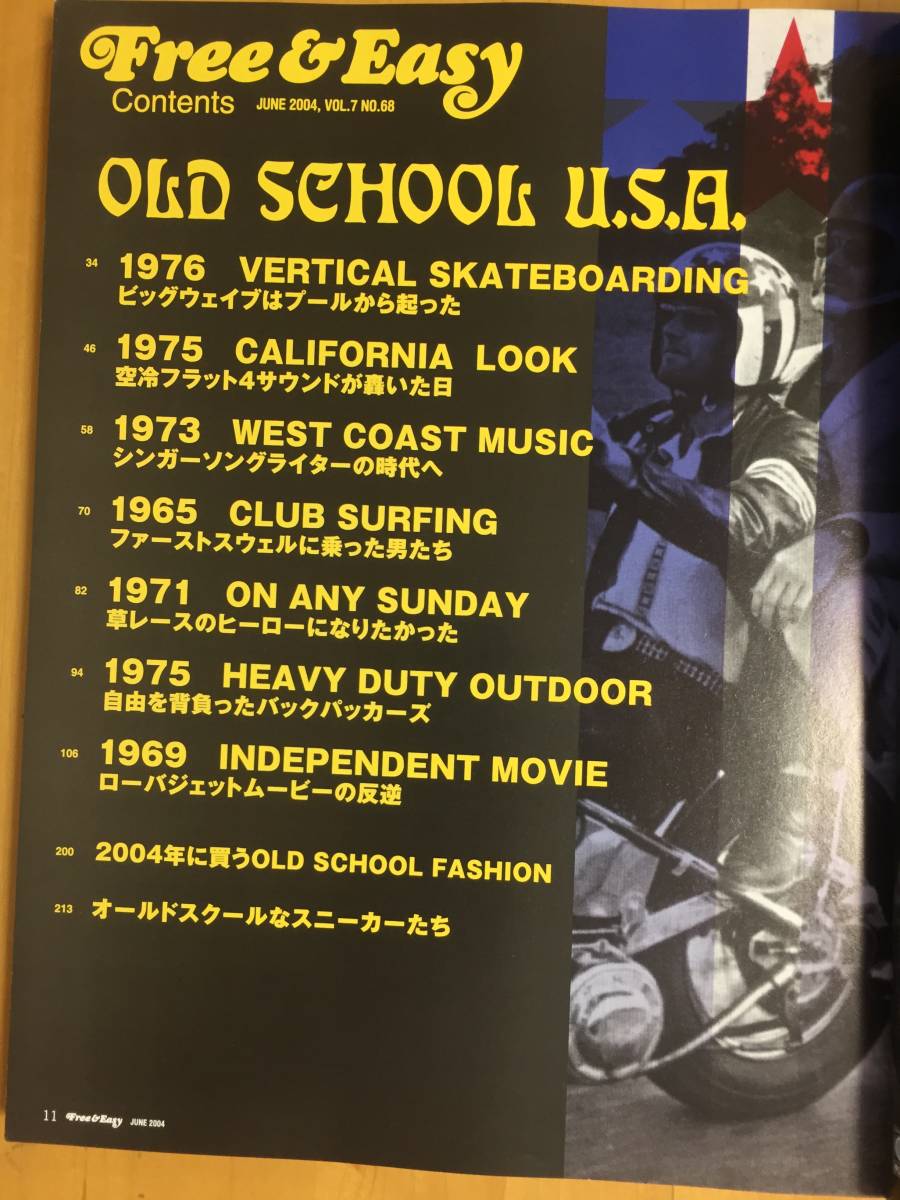 Free & Easy
Contents JUNE 2004, VOL.7 NO.68
OLD SCHOOL U.S.A.
34 1976 VERTICAL SKATEBOARDING
ビッグウェイブはプールから起った
46 1975 CALIFORNIA LOOK
空冷フラット4サウンドが轟いた日
58 1973 WEST COAST MUSIC
シンガーソングライターの時代へ
70 1965 CLUB SURFING
ファーストスウェルに乗った男たち
82 1971 ON ANY SUNDAY
草レースのヒーローになりたかった
94 1975 HEAVY DUTY OUTDOOR
自由を背負ったバックパッカーズ
106 1969 INDEPENDENT MOVIE
ローバジェットムービーの反逆
200 2004年に買うOLD SCHOOL FASHION
213 オールドスクールなスニーカーたち
11 Free & Easy JUNE 2004